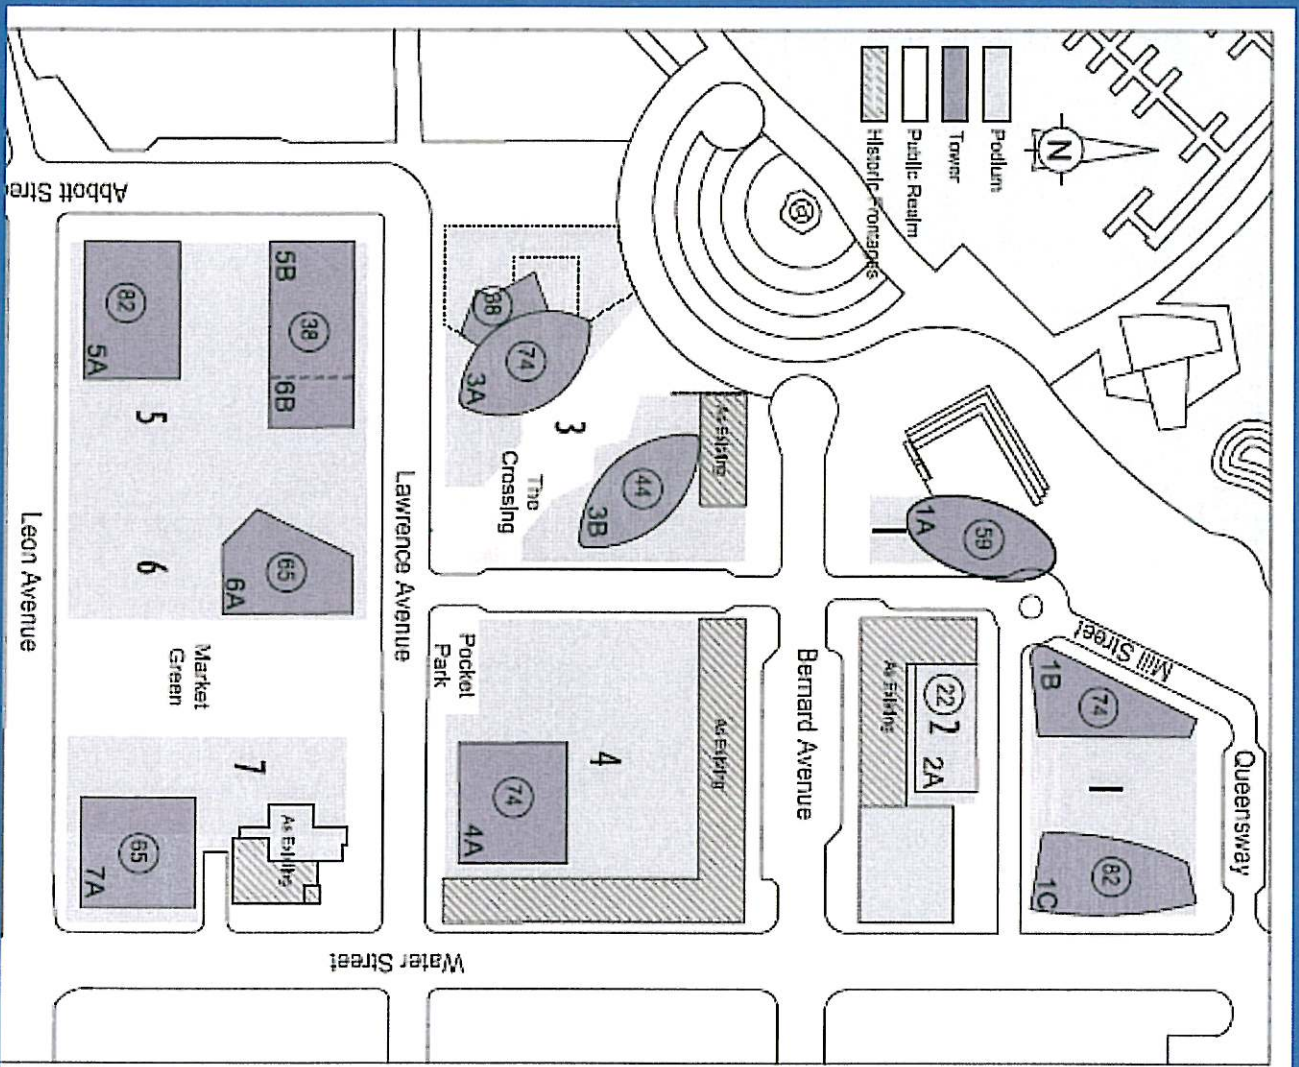 Podium
Tower
Public Realm
Historic Frontages
N
Queensway
Mill Street
74
1B
1
82
1C
59
1A
1
As Existing
22
2
2A
Bernard Avenue
As Existing
44
3B
3
74
3A
The
Crossing
As Existing
4
74
4A
Pocket
Park
Lawrence Avenue
5B
38
6B
82
5A
5
65
6A
6
Market
Green
7
As Existing
65
7A
Leon Avenue
Abbott Stree
Water Street